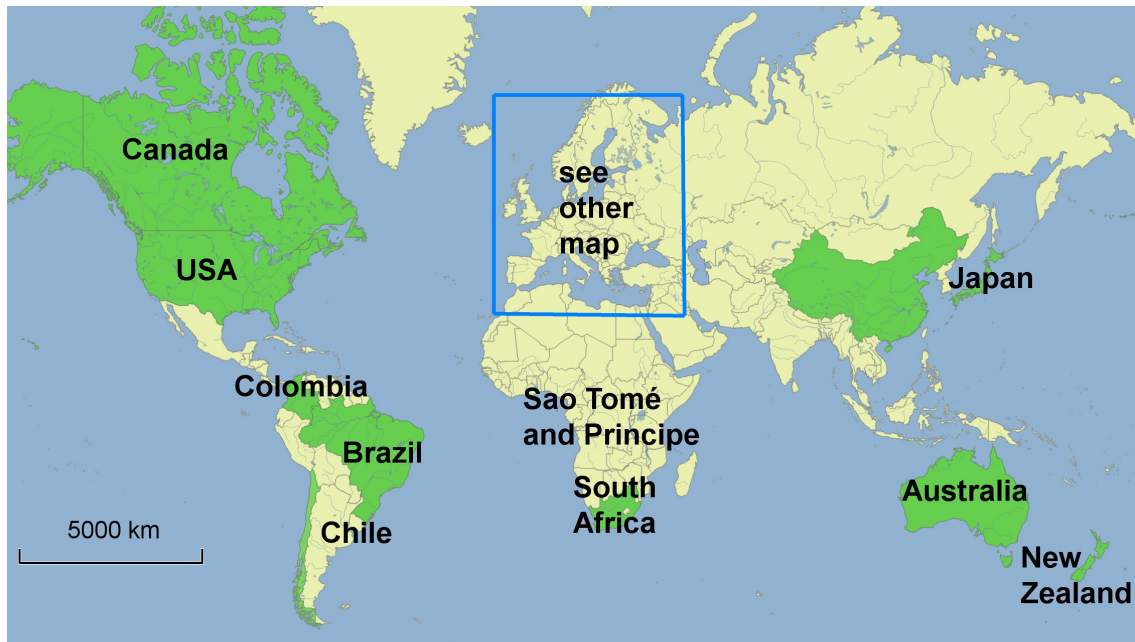 Canada
see
other
map
USA
Japan
Colombia
Sao Tomé
and Principe
Brazil
South
Africa
Australia
Chile
5000 km
New
Zealand